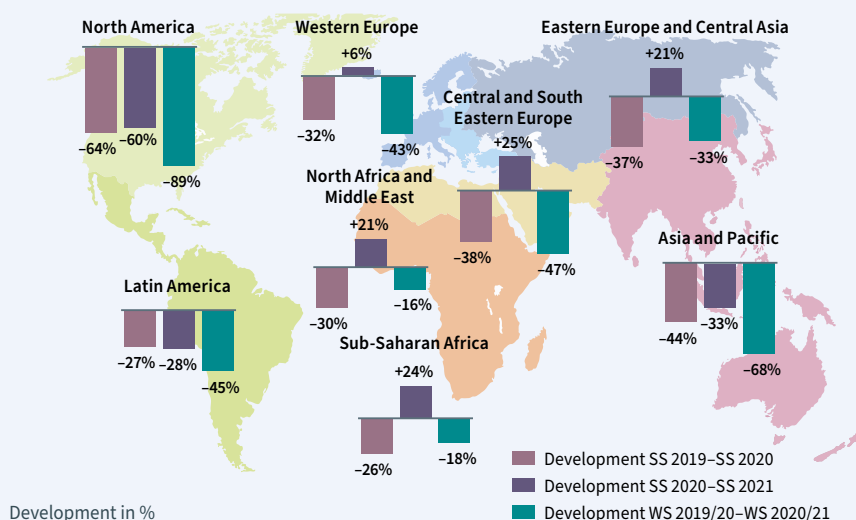 North America
–64%
–60%
–89%
Western Europe
+6%
–32%
–43%
Eastern Europe and Central Asia
+21%
–37%
–33%
Central and South
Eastern Europe
+25%
–38%
–47%
North Africa and
Middle East
+21%
–30%
–16%
Asia and Pacific
–44%
–33%
–68%
Latin America
–27%
–28%
–45%
Sub-Saharan Africa
+24%
–26%
–18%
Development SS 2019–SS 2020
Development SS 2020–SS 2021
Development WS 2019/20–WS 2020/21
Development in %